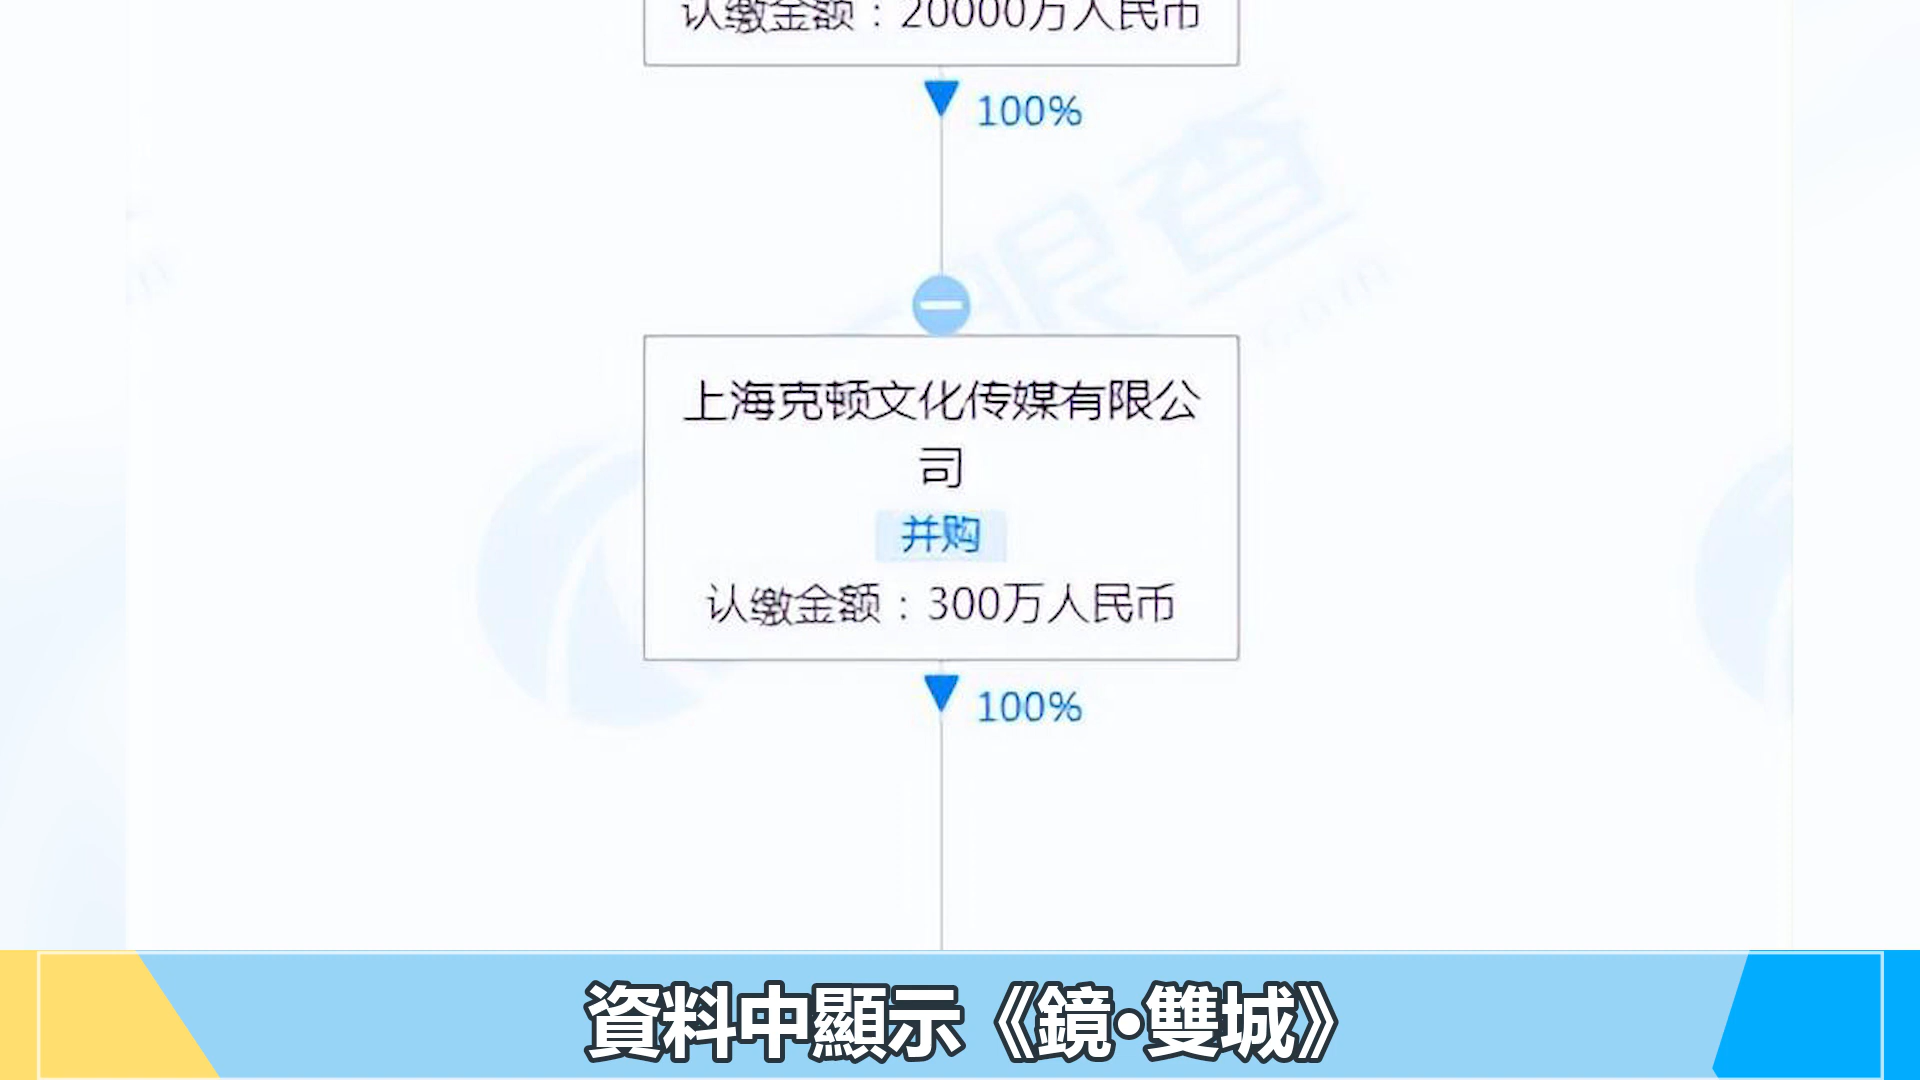 认缴金额：20000万人民币
100%
眼查
上海克顿文化传媒有限公
司
并购
认缴金额：300万人民币
100%
資料中顯示《鏡·雙城》